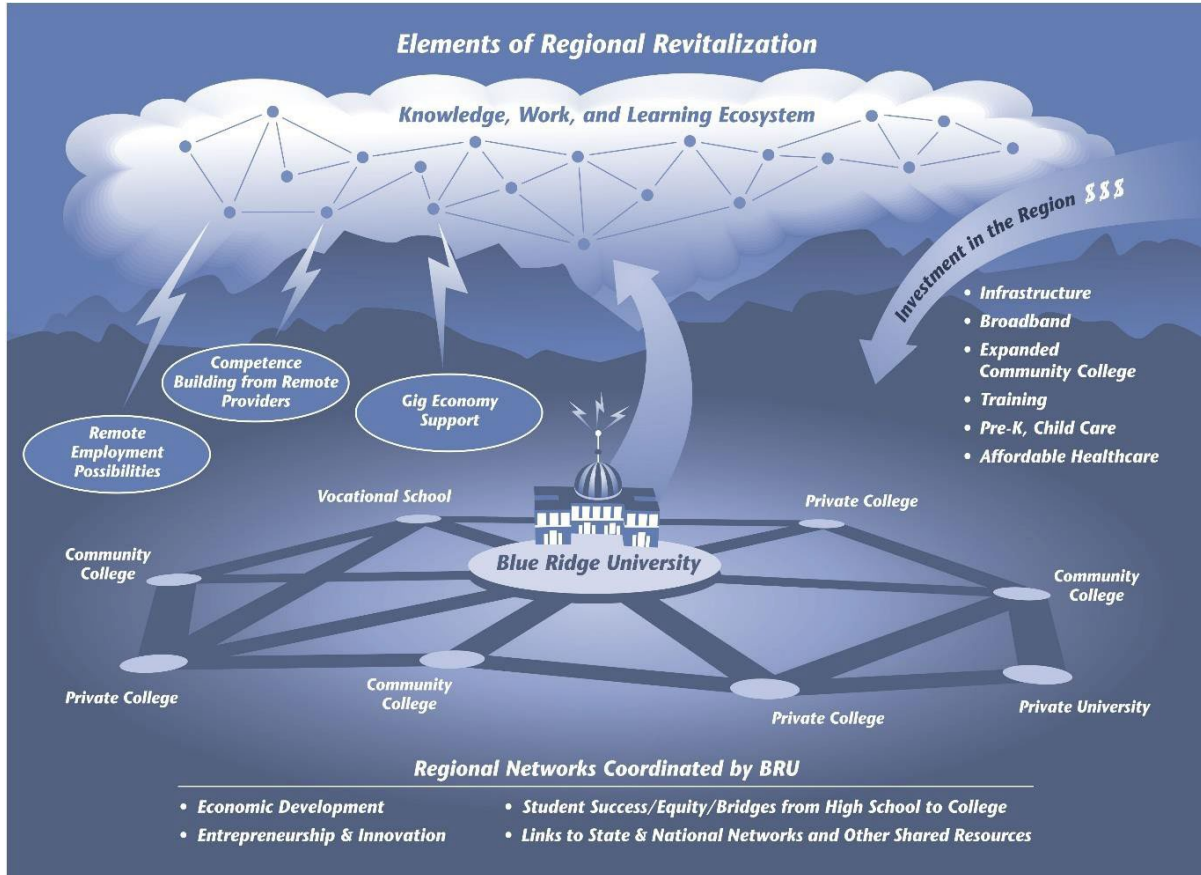 Elements of Regional Revitalization
Knowledge, Work, and Learning Ecosystem
Investment in the Region $$$
• Infrastructure
• Broadband
• Expanded
Community College
• Training
• Pre-K, Child Care
• Affordable Healthcare
Competence
Building from Remote
Providers
Gig Economy
Support
Remote
Employment
Possibilities
Vocational School
Private College
Community
College
Blue Ridge University
Community
College
Private College
Community
College
Private College
Private University
Regional Networks Coordinated by BRU
• Economic Development
• Entrepreneurship & Innovation
• Student Success/Equity/Bridges from High School to College
• Links to State & National Networks and Other Shared Resources